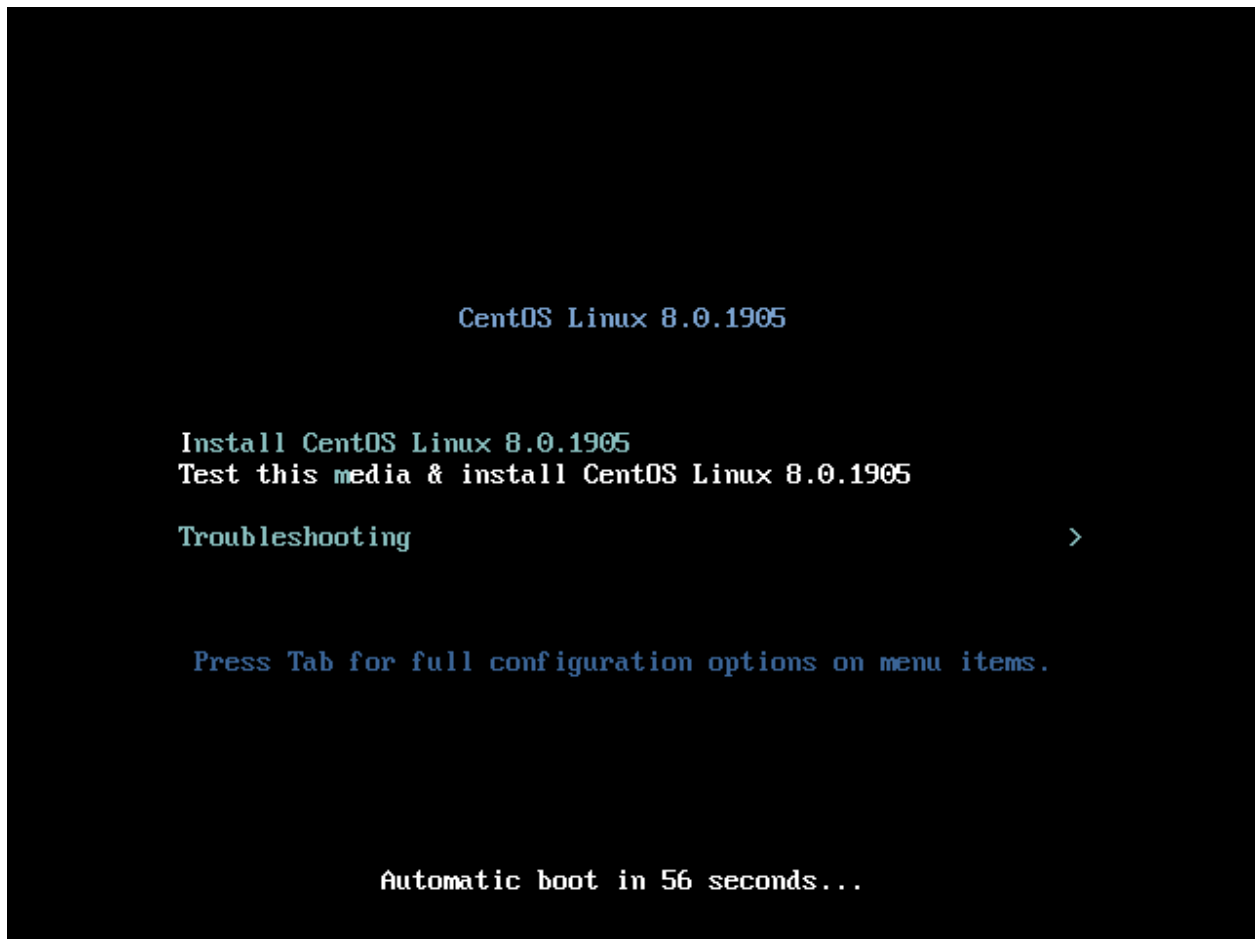 CentOS Linux 8.0.1905
Install CentOS Linux 8.0.1905
Test this media & install CentOS Linux 8.0.1905
Troubleshooting >
Press Tab for full configuration options on menu items.
Automatic boot in 56 seconds...